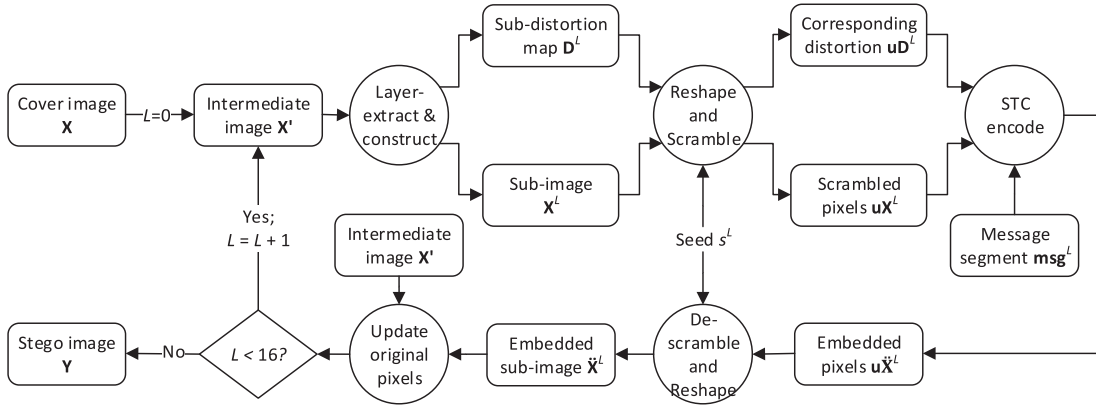 Cover image
X
L=0
Intermediate
image X'
Layer-
extract &
construct
Sub-distortion
map D^L
Sub-image
X^L
Reshape
and
Scramble
Corresponding
distortion uD^L
Scrambled
pixels uX^L
STC
encode
Message
segment msg^L
Seed s^L
Yes;
L = L + 1
Intermediate
image X'
Stego image
Y
No
L < 16?
Update
original
pixels
Embedded
sub-image Ẍ^L
De-
scramble
and
Reshape
Embedded
pixels uẌ^L